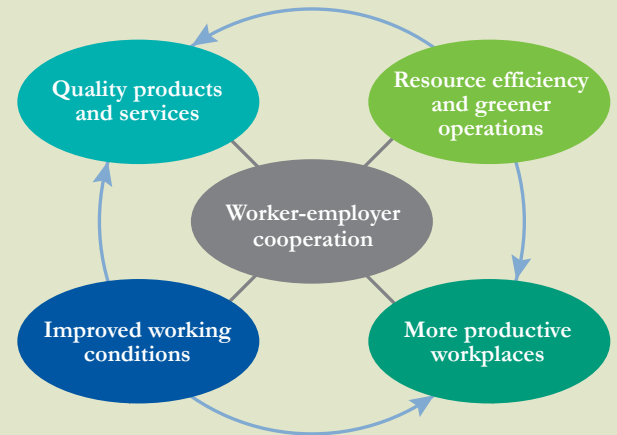 Quality products
and services
Resource efficiency
and greener
operations
Worker-employer
cooperation
Improved working
conditions
More productive
workplaces